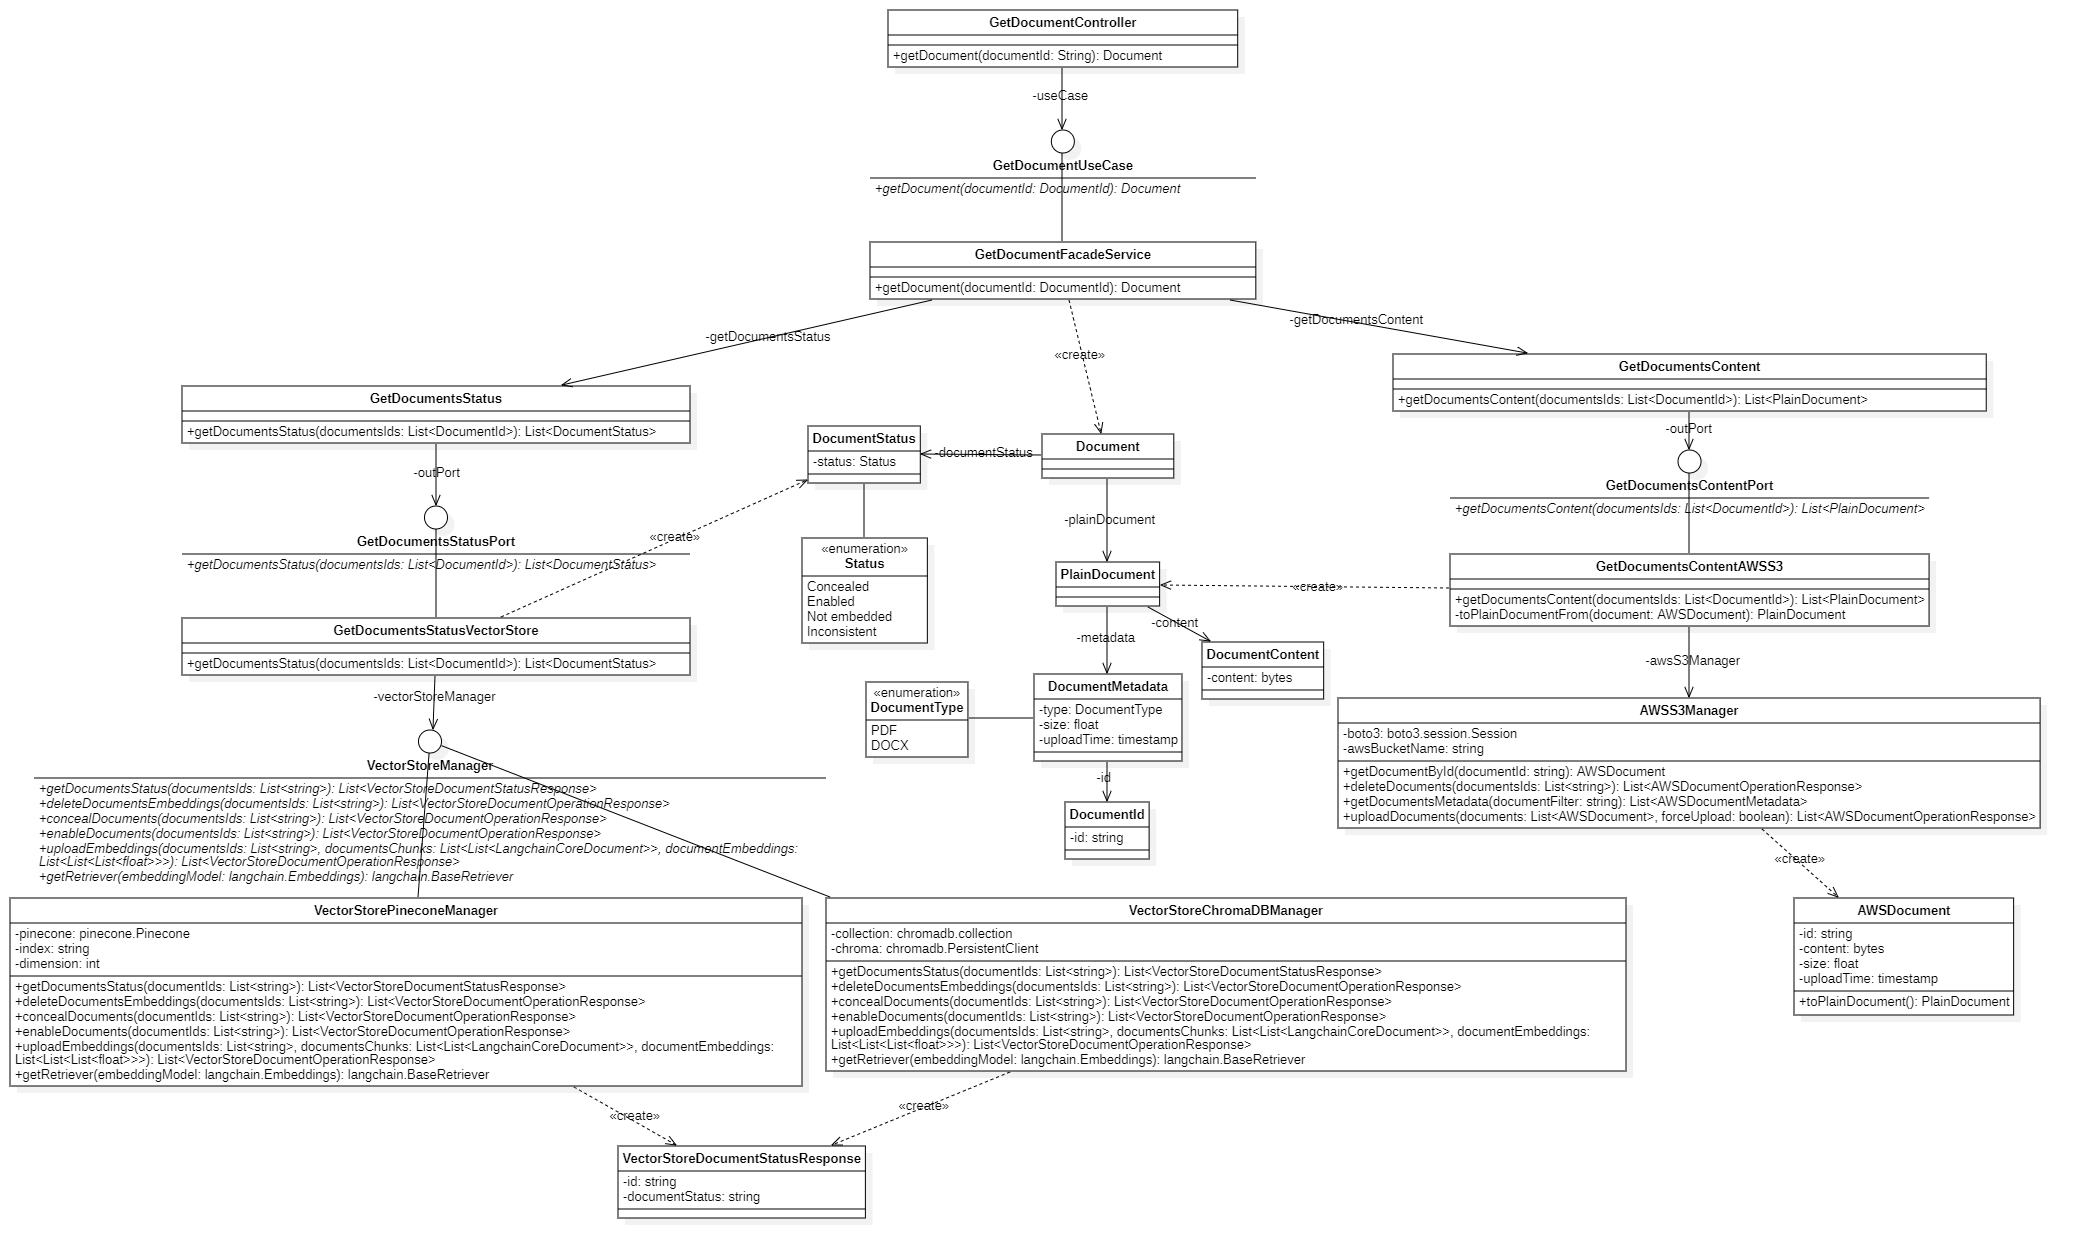 GetDocumentController
+getDocument(documentId: String): Document
-useCase
GetDocumentUseCase
+getDocument(documentId: DocumentId): Document
GetDocumentFacadeService
+getDocument(documentId: DocumentId): Document
-getDocumentsStatus
«create»
-getDocumentsContent
GetDocumentsStatus
+getDocumentsStatus(documentsIds: List<DocumentId>): List<DocumentStatus>
-outPort
GetDocumentsStatusPort
+getDocumentsStatus(documentsIds: List<DocumentId>): List<DocumentStatus>
«create»
GetDocumentsStatusVectorStore
+getDocumentsStatus(documentsIds: List<DocumentId>): List<DocumentStatus>
-vectorStoreManager
DocumentStatus
-status: Status
-documentStatus
Document
«enumeration»
Status
Concealed
Enabled
Not embedded
Inconsistent
-plainDocument
PlainDocument
«create»
-metadata
-content
DocumentContent
-content: bytes
DocumentMetadata
-type: DocumentType
-size: float
-uploadTime: timestamp
«enumeration»
DocumentType
PDF
DOCX
-id
DocumentId
-id: string
GetDocumentsContent
+getDocumentsContent(documentsIds: List<DocumentId>): List<PlainDocument>
-outPort
GetDocumentsContentPort
+getDocumentsContent(documentsIds: List<DocumentId>): List<PlainDocument>
GetDocumentsContentAWSS3
+getDocumentsContent(documentsIds: List<DocumentId>): List<PlainDocument>
-toPlainDocumentFrom(document: AWSDocument): PlainDocument
-awsS3Manager
AWSS3Manager
-boto3: boto3.session.Session
-awsBucketName: string
+getDocumentById(documentId: string): AWSDocument
+deleteDocuments(documentsIds: List<string>): List<AWSDocumentOperationResponse>
+getDocumentsMetadata(documentFilter: string): List<AWSDocumentMetadata>
+uploadDocuments(documents: List<AWSDocument>, forceUpload: boolean): List<AWSDocumentOperationResponse>
«create»
AWSDocument
-id: string
-content: bytes
-size: float
-uploadTime: timestamp
+toPlainDocument(): PlainDocument
VectorStoreManager
+getDocumentsStatus(documentsIds: List<string>): List<VectorStoreDocumentStatusResponse>
+deleteDocumentsEmbeddings(documentsIds: List<string>): List<VectorStoreDocumentOperationResponse>
+concealDocuments(documentsIds: List<string>): List<VectorStoreDocumentOperationResponse>
+enableDocuments(documentsIds: List<string>): List<VectorStoreDocumentOperationResponse>
+uploadEmbeddings(documentsIds: List<string>, documentsChunks: List<List<LangchainCoreDocument>>, documentEmbeddings:
List<List<List<float>>>): List<VectorStoreDocumentOperationResponse>
+getRetriever(embeddingModel: langchain.Embeddings): langchain.BaseRetriever
VectorStorePineconeManager
-pinecone: pinecone.Pinecone
-index: string
-dimension: int
+getDocumentsStatus(documentIds: List<string>): List<VectorStoreDocumentStatusResponse>
+deleteDocumentsEmbeddings(documentsIds: List<string>): List<VectorStoreDocumentOperationResponse>
+concealDocuments(documentIds: List<string>): List<VectorStoreDocumentOperationResponse>
+enableDocuments(documentIds: List<string>): List<VectorStoreDocumentOperationResponse>
+uploadEmbeddings(documentsIds: List<string>, documentsChunks: List<List<LangchainCoreDocument>>, documentEmbeddings:
List<List<List<float>>>): List<VectorStoreDocumentOperationResponse>
+getRetriever(embeddingModel: langchain.Embeddings): langchain.BaseRetriever
VectorStoreChromaDBManager
-collection: chromadb.collection
-chroma: chromadb.PersistentClient
+getDocumentsStatus(documentIds: List<string>): List<VectorStoreDocumentStatusResponse>
+deleteDocumentsEmbeddings(documentsIds: List<string>): List<VectorStoreDocumentOperationResponse>
+concealDocuments(documentIds: List<string>): List<VectorStoreDocumentOperationResponse>
+enableDocuments(documentIds: List<string>): List<VectorStoreDocumentOperationResponse>
+uploadEmbeddings(documentsIds: List<string>, documentsChunks: List<List<LangchainCoreDocument>>, documentEmbeddings:
List<List<List<float>>>): List<VectorStoreDocumentOperationResponse>
+getRetriever(embeddingModel: langchain.Embeddings): langchain.BaseRetriever
«create»
«create»
VectorStoreDocumentStatusResponse
-id: string
-documentStatus: string